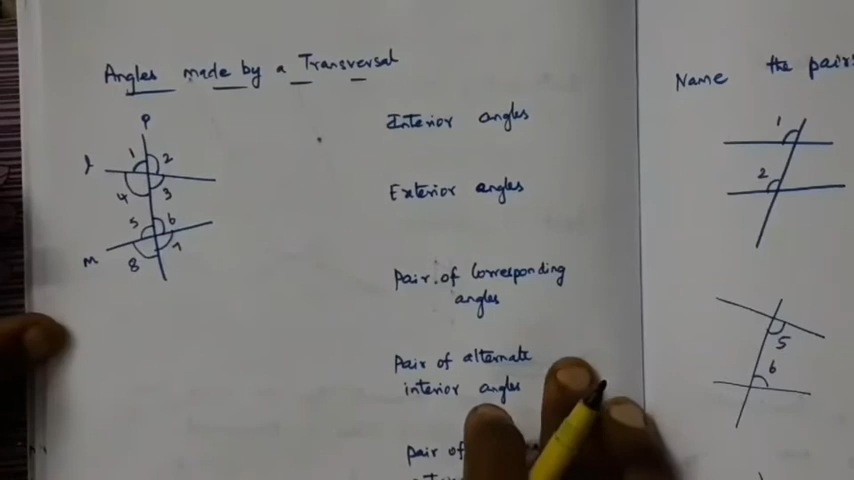 Angles made by a Transversal
P
l
1
2
4
3
5
6
m
8
7
Interior angles
Exterior angles
Pair of Corresponding
angles
Pair of alternate
interior angles
Pair of
Name the pairs
1
2
5
6